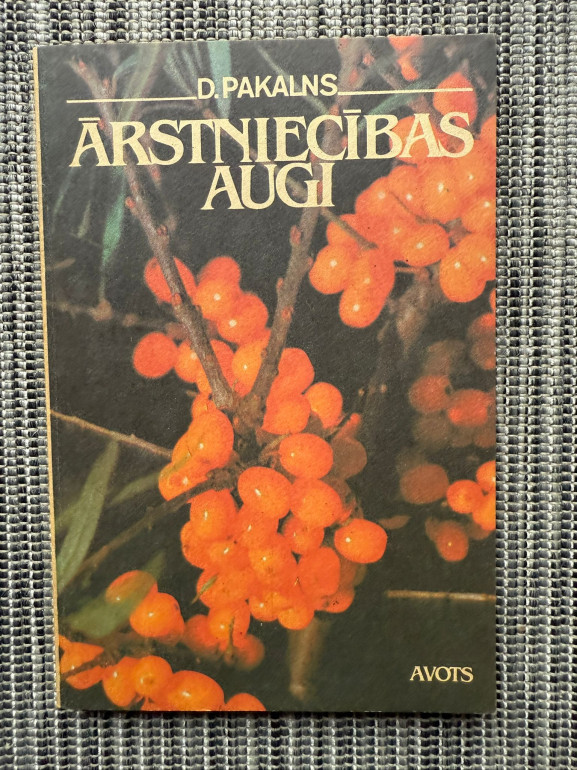 D. PAKALNS
ĀRSTNIECĪBAS
AUGI
AVOTS